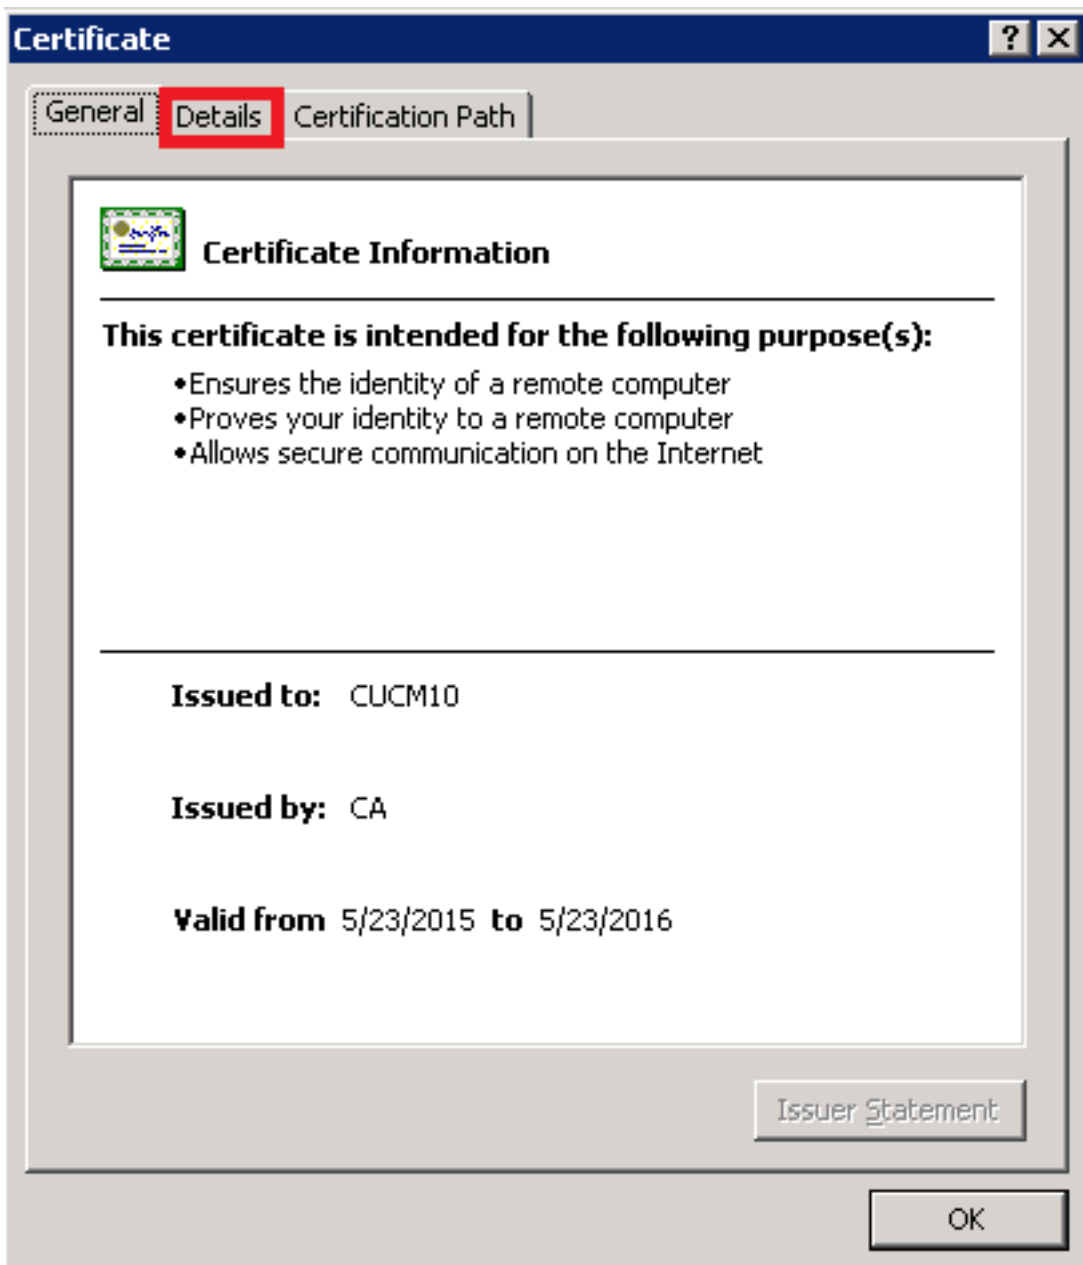 Certificate
General Details Certification Path
Certificate Information
This certificate is intended for the following purpose(s):
•Ensures the identity of a remote computer
•Proves your identity to a remote computer
•Allows secure communication on the Internet
Issued to: CUCM10
Issued by: CA
Valid from 5/23/2015 to 5/23/2016
Issuer Statement
OK